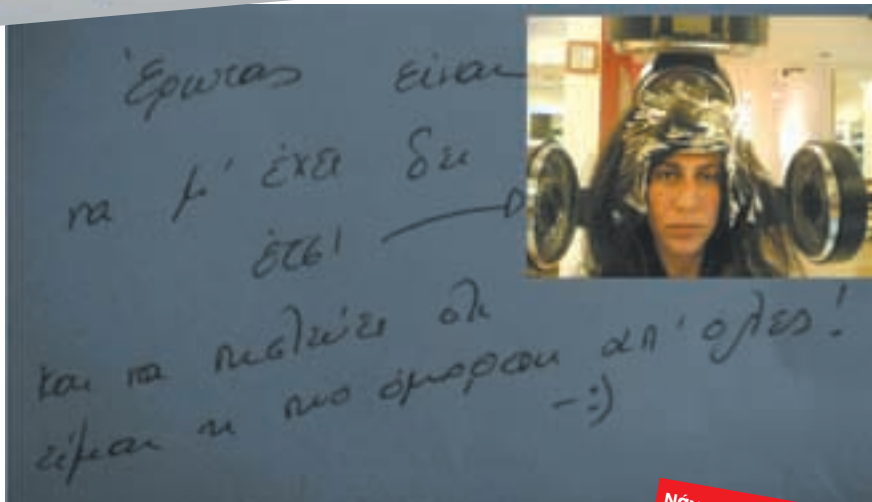 Έρωτας είναι
να μ' έχει δει
έτσι
και να πιστεύει ότι
είμαι η πιο όμορφη απ' όλες!
-:)